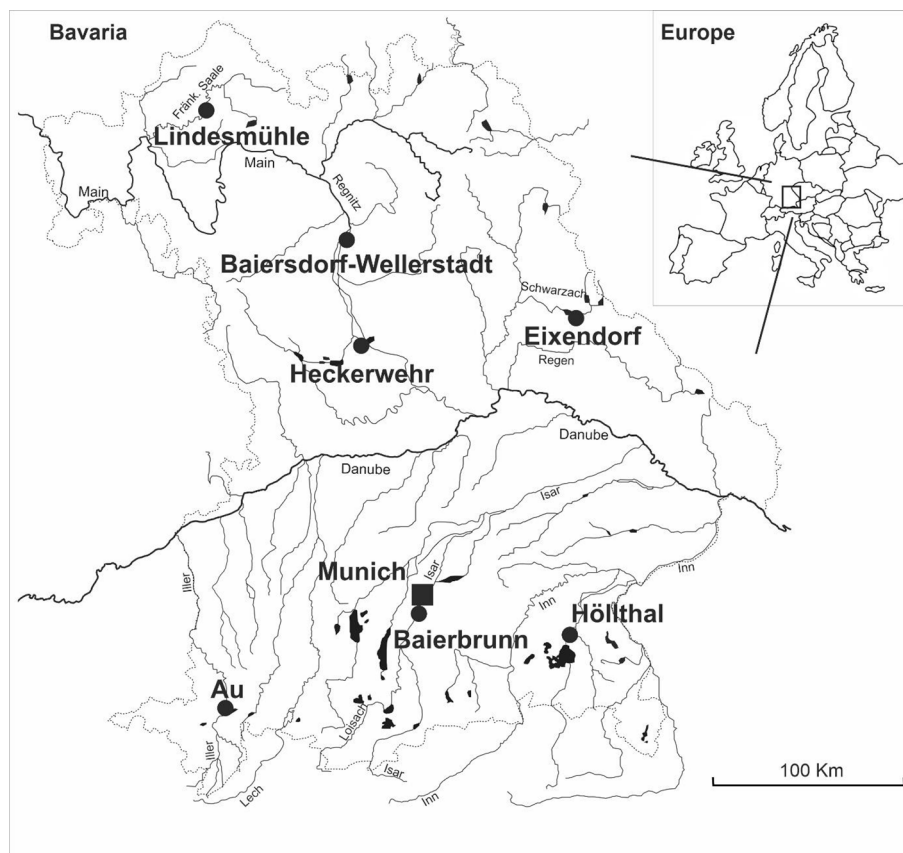 Bavaria
Europe
Fränk. Saale
Lindesmühle
Main
Main
Regnitz
Baiersdorf-Wellerstadt
Schwarzach
Eixendorf
Regen
Heckerwehr
Danube
Danube
Isar
Iller
Munich
Isar
Inn
Inn
Höllthal
Baierbrunn
Au
Loisach
Iller
Isar
Lech
Inn
100 Km